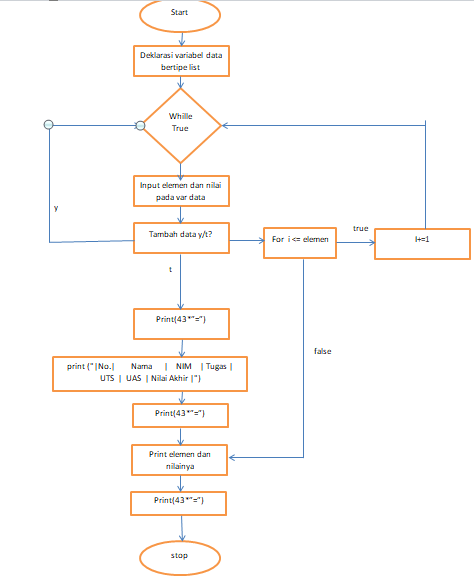 Start
Deklarasi variabel data
bertipe list
Whille
True
Input elemen dan nilai
pada var data
y
Tambah data y/t?
For i <= elemen
true
I+=1
t
Print(43*“=”)
false
print ("|No.| Nama | NIM | Tugas |
UTS | UAS | Nilai Akhir |")
Print(43*“=”)
Print elemen dan
nilainya
Print(43*“=”)
stop